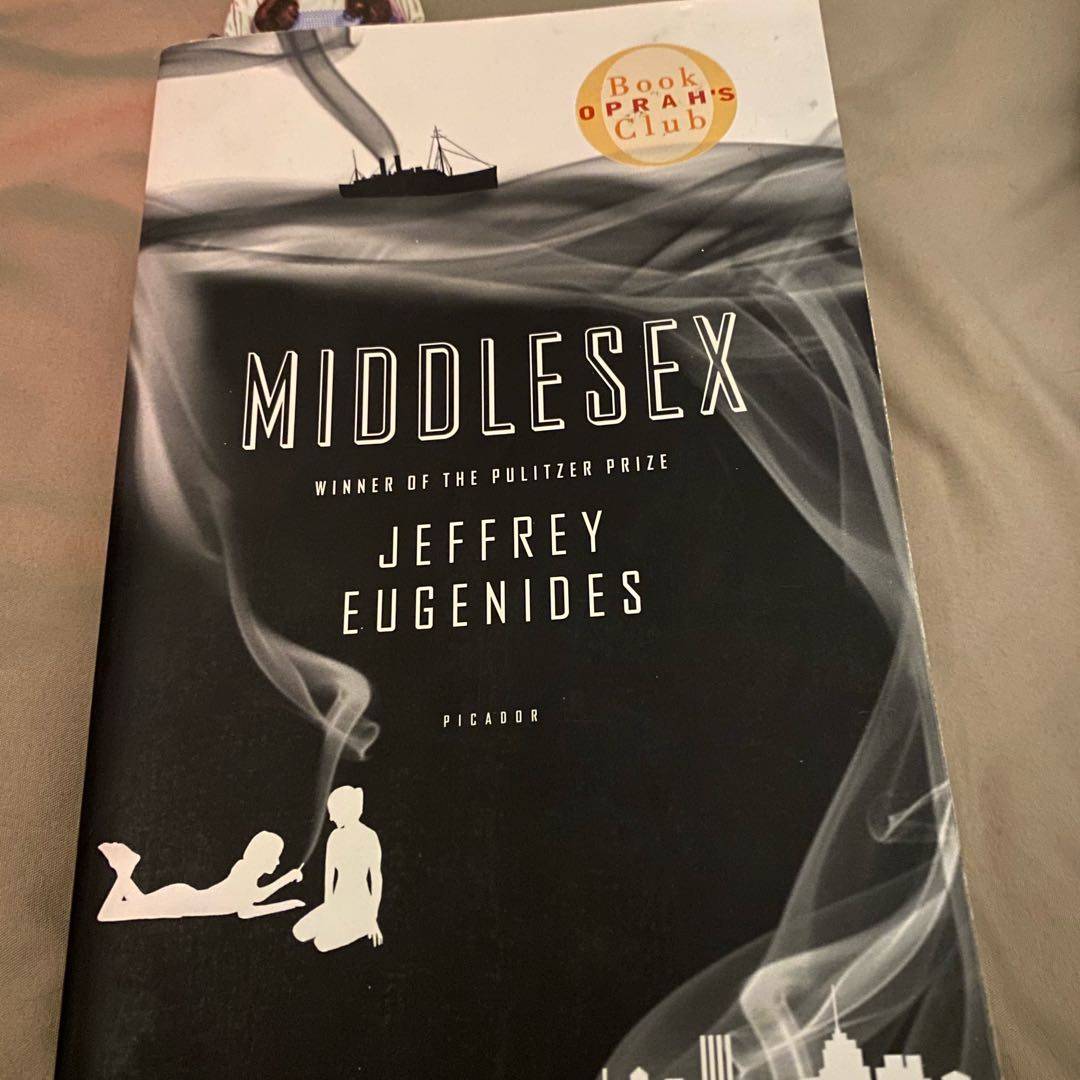 Book
OPRAH'S
Club
MIDDLESEX
WINNER OF THE PULITZER PRIZE
JEFFREY
EUGENIDES
PICADOR